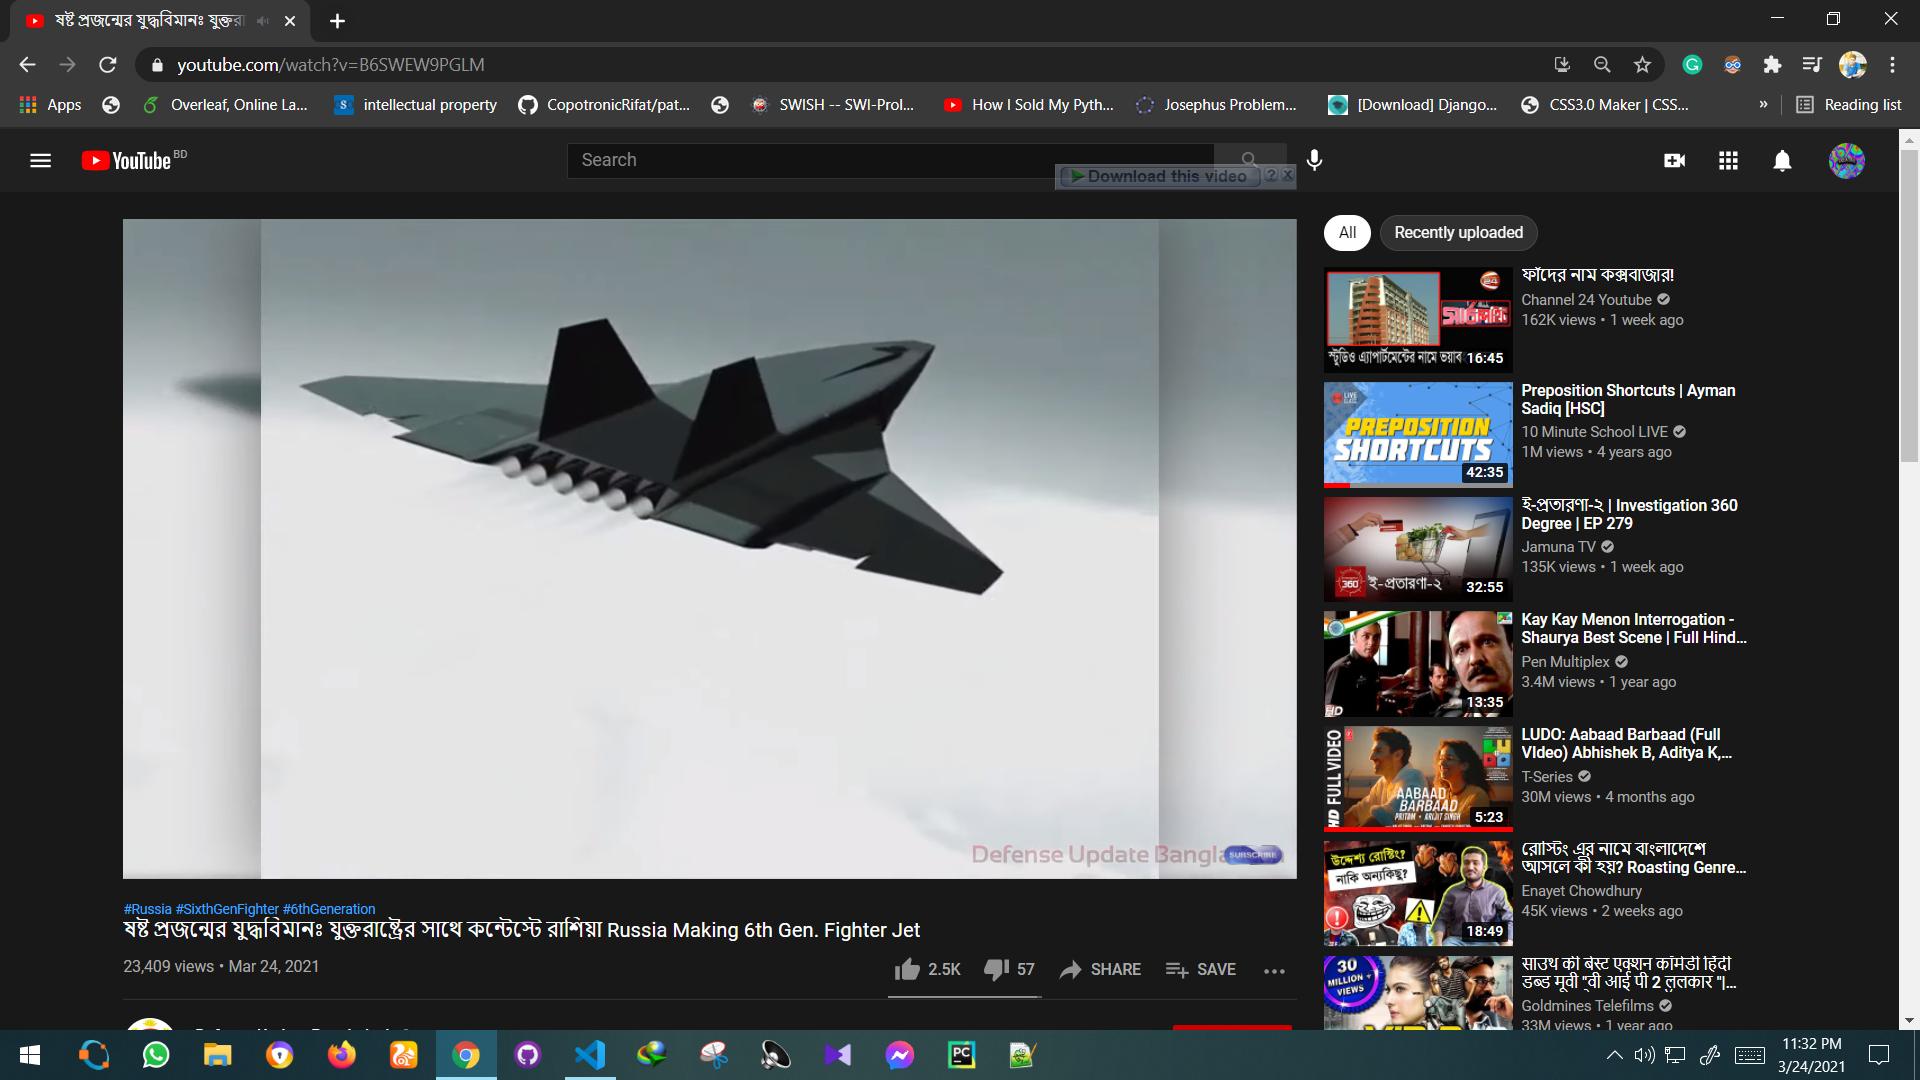 ষষ্ট প্রজন্মের যুদ্ধবিমানঃ যুক্তরা
youtube.com/watch?v=B6SWEW9PGLM
Apps
Overleaf, Online La...
intellectual property
CopotronicRifat/pat...
SWISH -- SWI-Prol...
How I Sold My Pyth...
Josephus Problem...
[Download] Django...
CSS3.0 Maker | CSS...
»
Reading list
YouTube BD
Search
Download this video
All
Recently uploaded
ফাঁদের নাম কক্সবাজার!
Channel 24 Youtube
162K views • 1 week ago
24
স্টুডিও এ্যাপার্টমেন্টের নামে ভয়াব
16:45
Preposition Shortcuts | Ayman
Sadiq [HSC]
10 Minute School LIVE
1M views • 4 years ago
LIVE
PREPOSITION
SHORTCUTS
42:35
ই-প্রতারণা-২ | Investigation 360
Degree | EP 279
Jamuna TV
135K views • 1 week ago
360
ই-প্রতারণা-২
32:55
Kay Kay Menon Interrogation -
Shaurya Best Scene | Full Hind...
Pen Multiplex
3.4M views • 1 year ago
HD
13:35
LUDO: Aabaad Barbaad (Full
VIdeo) Abhishek B, Aditya K,...
T-Series
30M views • 4 months ago
HD FULL VIDEO
AABAAD
BARBAAD
PRITAM • ARIJIT SINGH
5:23
রোস্টিং এর নামে বাংলাদেশে
আসলে কী হয়? Roasting Genre...
Enayet Chowdhury
45K views • 2 weeks ago
উদ্দেশ্য রোস্টিং?
নাকি অন্যকিছু?
18:49
साउथ की बेस्ट एक्शन कॉमेडी हिंदी
डब्ड मूवी "वी आई पी 2 ललकार "|...
Goldmines Telefilms
33M views • 1 year ago
30
MILLION +
VIEWS
Defense Update Bangla
SUBSCRIBE
#Russia #SixthGenFighter #6thGeneration
ষষ্ট প্রজন্মের যুদ্ধবিমানঃ যুক্তরাষ্ট্রের সাথে কন্টেস্টে রাশিয়া Russia Making 6th Gen. Fighter Jet
23,409 views • Mar 24, 2021
2.5K
57
SHARE
SAVE
11:32 PM
3/24/2021